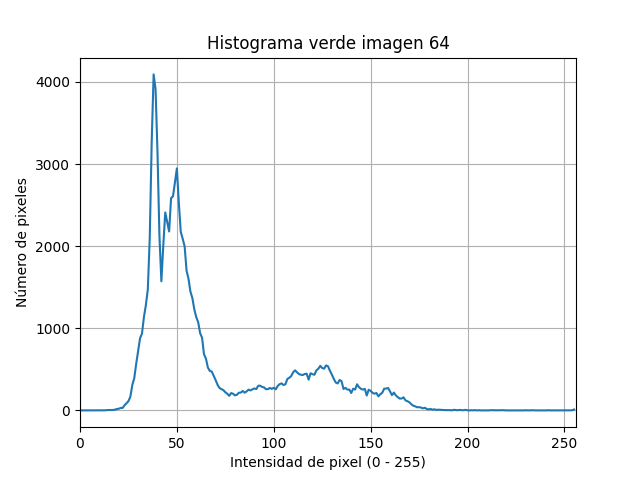 Histograma verde imagen 64
Número de pixeles
4000
3000
2000
1000
0
0 50 100 150 200 250
Intensidad de pixel (0 - 255)